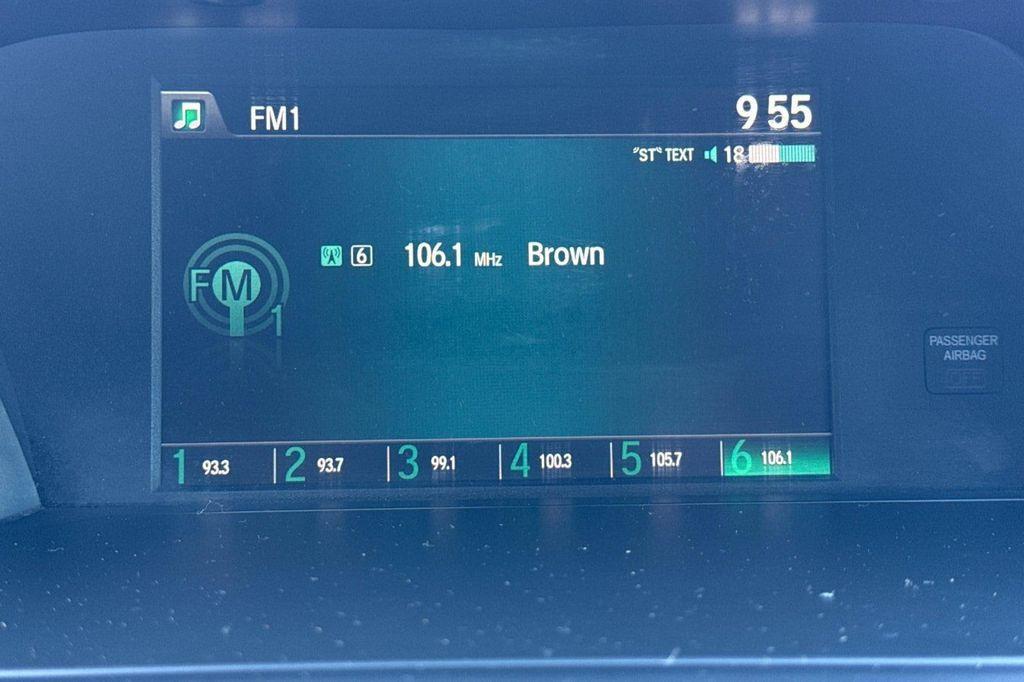 FM1
9 55
"ST" TEXT 18
6 106.1 MHz Brown
FM
1
PASSENGER
AIRBAG
OFF
1 93.3 2 93.7 3 99.1 4 100.3 5 105.7 6 106.1